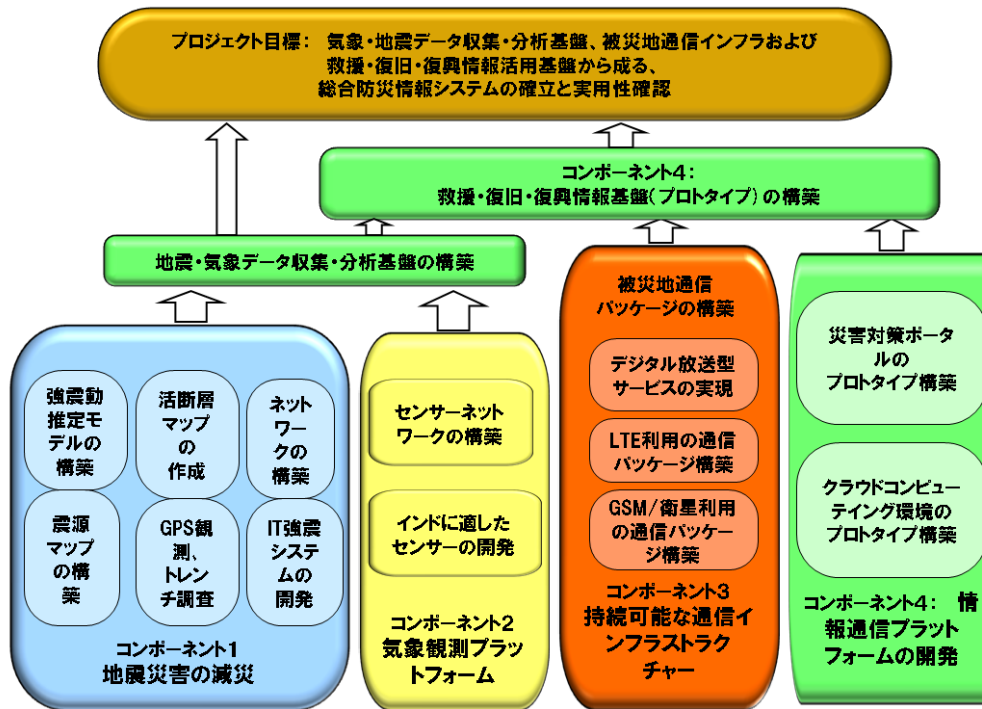 プロジェクト目標： 気象・地震データ収集・分析基盤、被災地通信インフラおよび
救援・復旧・復興情報活用基盤から成る、
総合防災情報システムの確立と実用性確認
コンポーネント4：
救援・復旧・復興情報基盤（プロトタイプ）の構築
地震・気象データ収集・分析基盤の構築
強震動
推定モ
デルの
構築
活断層
マップ
の
作成
ネット
ワー
クの
構築
震源
マップ
の構
築
GPS観
測、
トレン
チ調査
IT強震
システ
ムの
開発
コンポーネント1
地震災害の減災
センサーネット
ワークの構築
インドに適した
センサーの開発
コンポーネント2
気象観測プラッ
トフォーム
被災地通信
パッケージの構築
デジタル放送型
サービスの実現
LTE利用の通信
パッケージ構築
GSM/衛星利用
の通信パッケー
ジ構築
コンポーネント3
持続可能な通信イ
ンフラストラク
チャー
災害対策ポータ
ルの
プロトタイプ構築
クラウドコンピュー
テイング環境の
プロトタイプ構築
コンポーネント4： 情
報通信プラット
フォームの開発